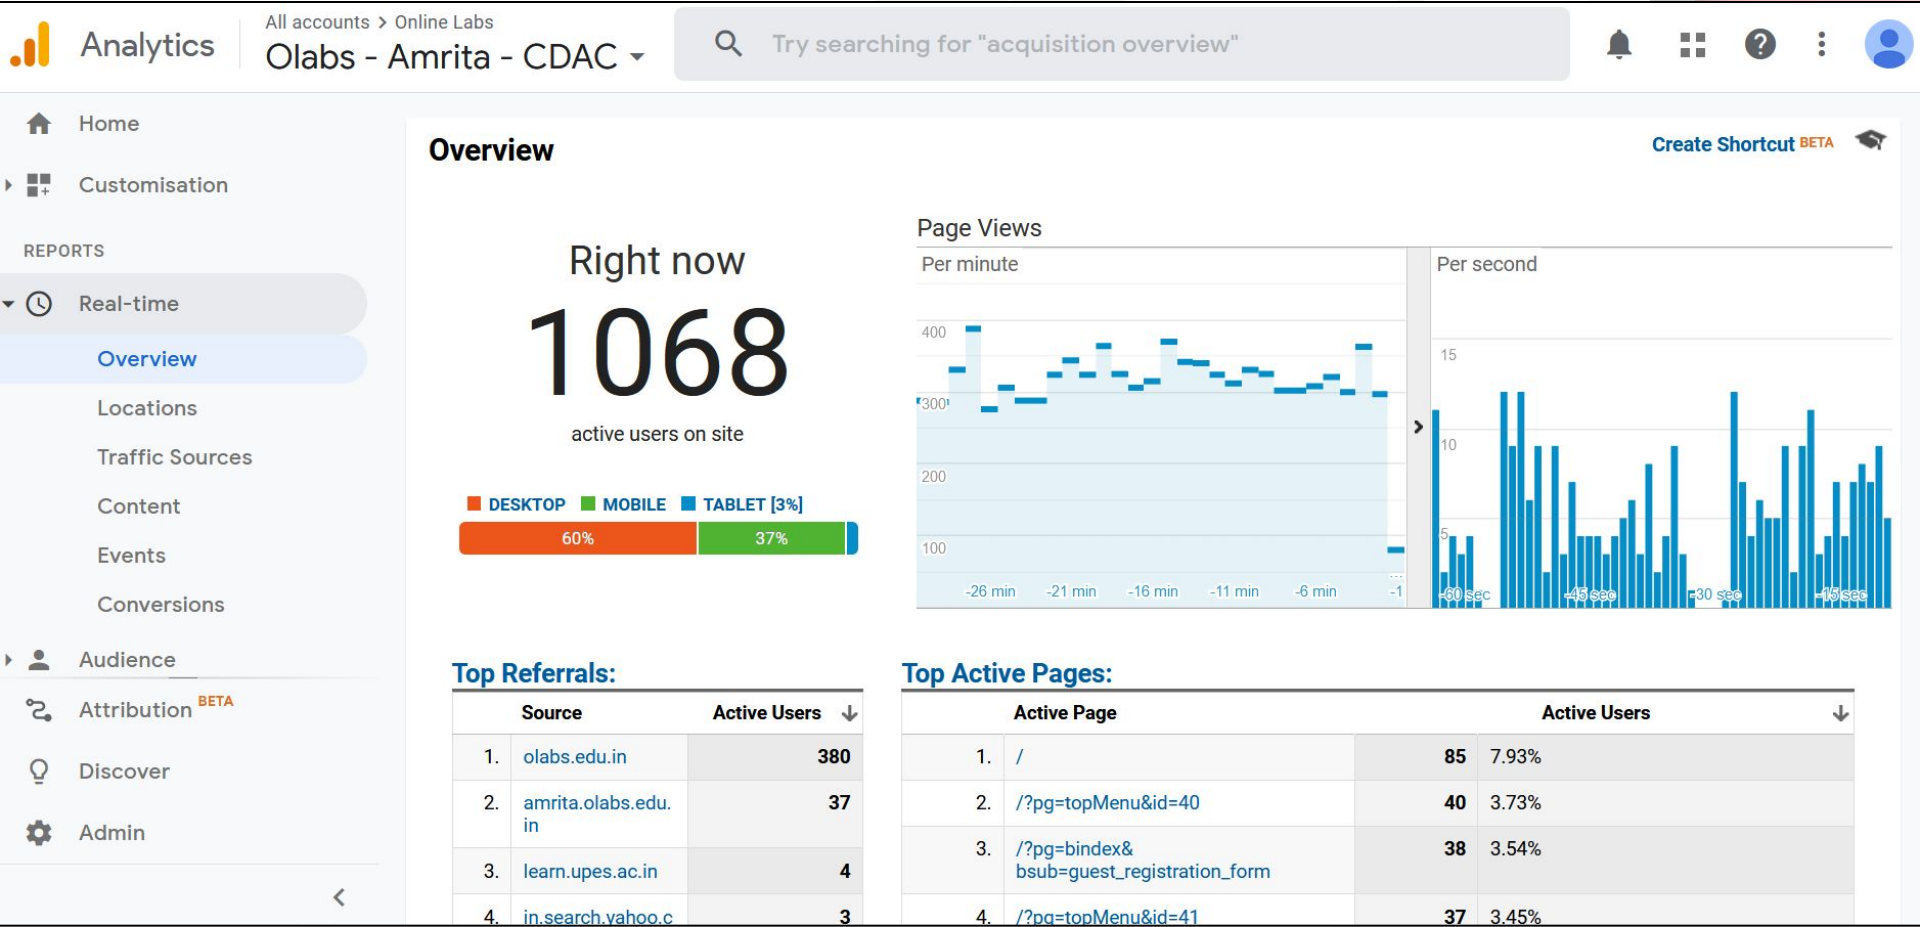 Analytics
All accounts > Online Labs
Olabs - Amrita - CDAC
Try searching for "acquisition overview"
Home
Customisation
REPORTS
Real-time
Overview
Locations
Traffic Sources
Content
Events
Conversions
Audience
Attribution BETA
Discover
Admin
Overview
Create Shortcut BETA
Right now
1068
active users on site
DESKTOP MOBILE TABLET [3%]
60% 37%
Page Views
Per minute
400
300
200
100
-26 min -21 min -16 min -11 min -6 min -1
Per second
15
10
5
-60 sec -45 sec -30 sec -15 sec
Top Referrals:
Source Active Users
1. olabs.edu.in 380
2. amrita.olabs.edu. 37
in
3. learn.upes.ac.in 4
4. in.search.yahoo.c 3
Top Active Pages:
Active Page Active Users
1. / 85 7.93%
2. /?pg=topMenu&id=40 40 3.73%
3. /?pg=bindex& 38 3.54%
bsub=guest_registration_form
4. /?pg=topMenu&id=41 37 3.45%